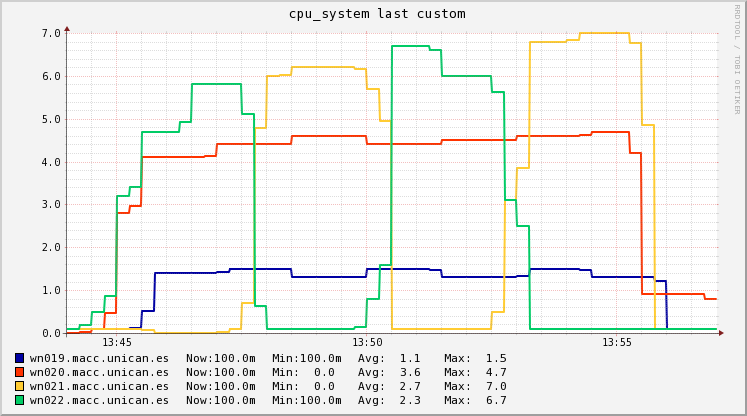 cpu_system last custom
RRDTOOL / TOBI OETIKER
7.0
6.0
5.0
4.0
3.0
2.0
1.0
0.0
13:45 13:50 13:55
wn019.macc.unican.es Now:100.0m Min:100.0m Avg: 1.1 Max: 1.5
wn020.macc.unican.es Now:100.0m Min: 0.0 Avg: 3.6 Max: 4.7
wn021.macc.unican.es Now:100.0m Min: 0.0 Avg: 2.7 Max: 7.0
wn022.macc.unican.es Now:100.0m Min:100.0m Avg: 2.3 Max: 6.7